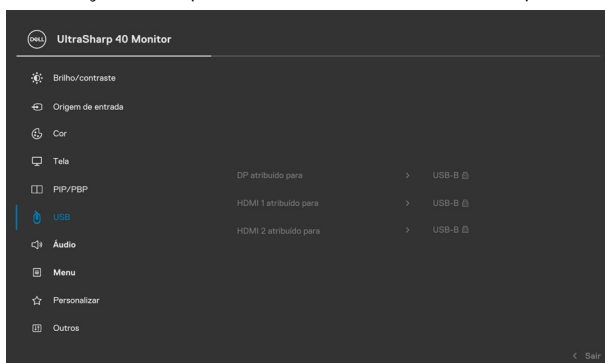 DELL UltraSharp 40 Monitor
Brilho/contraste
Origem de entrada
Cor
Tela
DP atribuído para > USB-B
PIP/PBP
HDMI 1 atribuído para > USB-B
USB
HDMI 2 atribuído para > USB-B
Áudio
Menu
Personalizar
Outros
< Sair